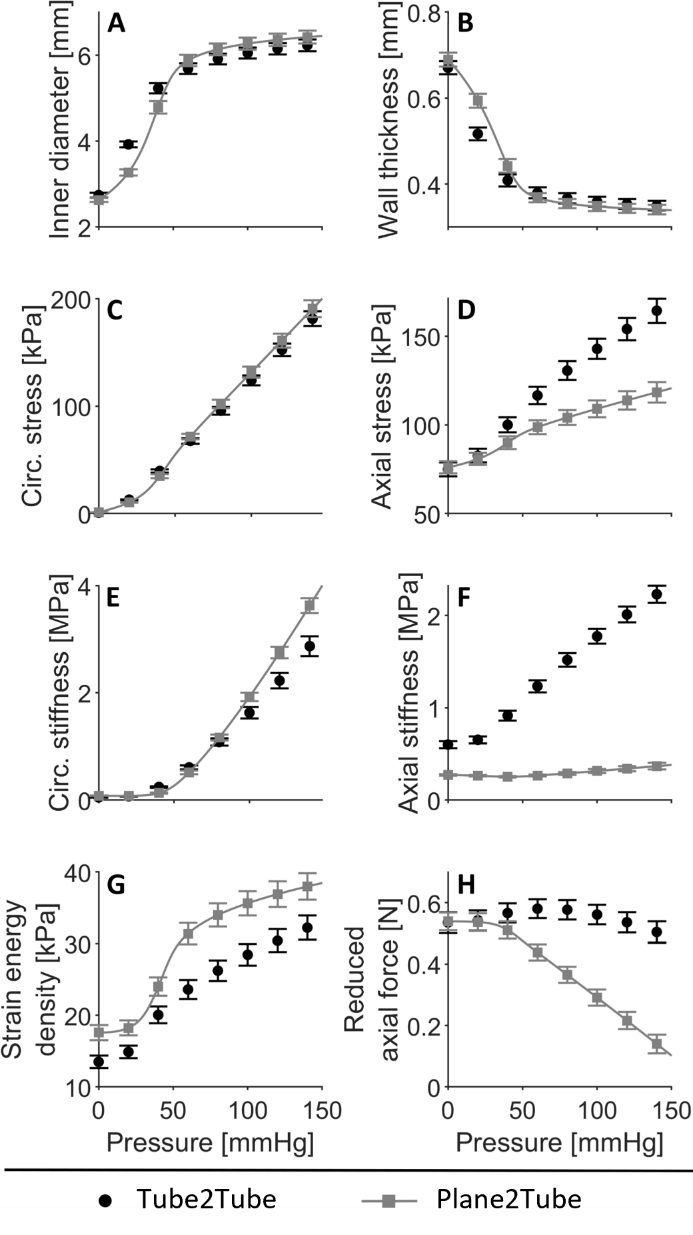 A
Inner diameter [mm]
6
4
2
B
Wall thickness [mm]
0.8
0.6
0.4
C
Circ. stress [kPa]
200
100
0
D
Axial stress [kPa]
150
100
50
E
Circ. stiffness [MPa]
4
2
0
F
Axial stiffness [MPa]
2
1
0
G
Strain energy
density [kPa]
40
30
20
10
0 50 100 150
Pressure [mmHg]
H
Reduced
axial force [N]
0.6
0.4
0.2
0
0 50 100 150
Pressure [mmHg]
Tube2Tube
Plane2Tube